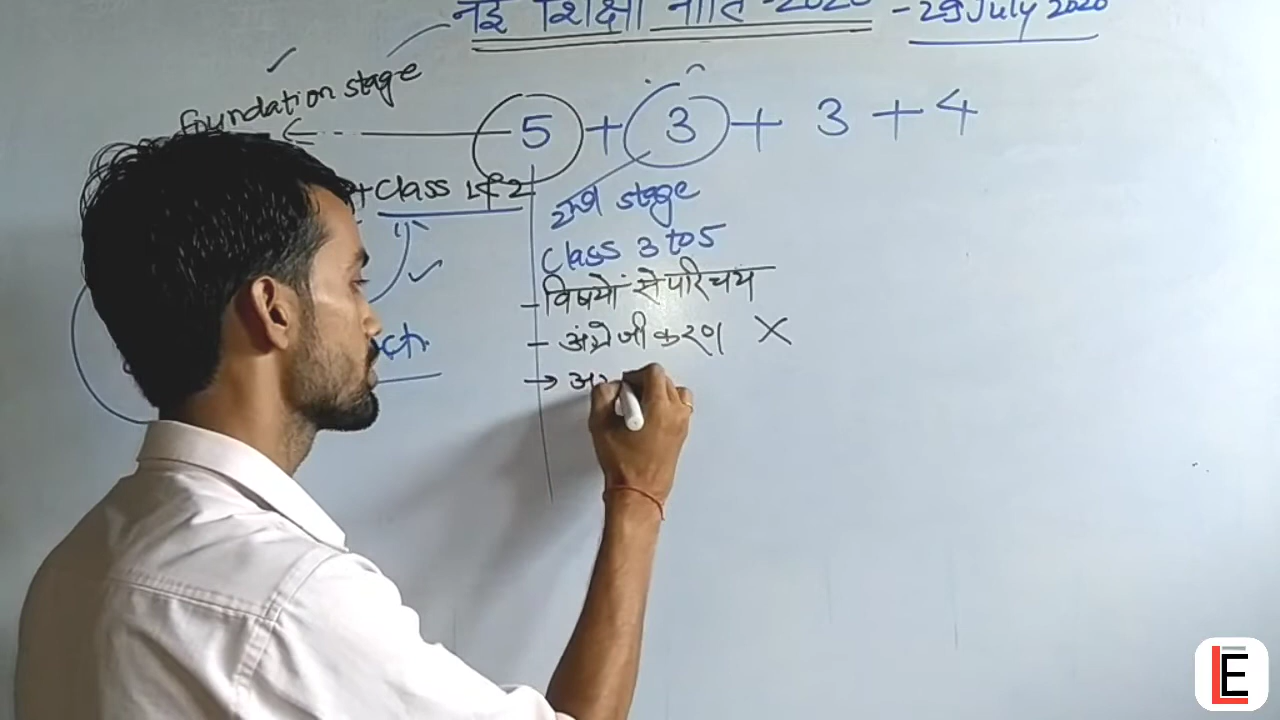 नई शिक्षा नीति -2020 - 29 July 2020
Foundation stage
5 + 3 + 3 + 4
+ Class 1 से 2
stage
Class 3 to 5
- विषयों से परिचय
- अंग्रेजीकरण X
LE